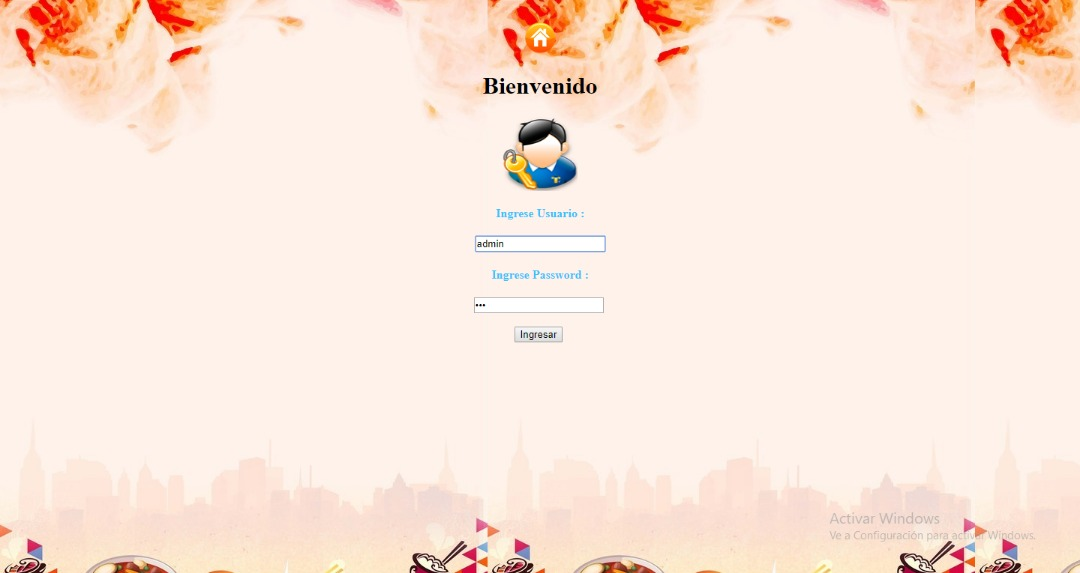 Bienvenido
Ingrese Usuario :
admin
Ingrese Password :
•••
Ingresar
Activar Windows
Ve a Configuración para activar Windows.